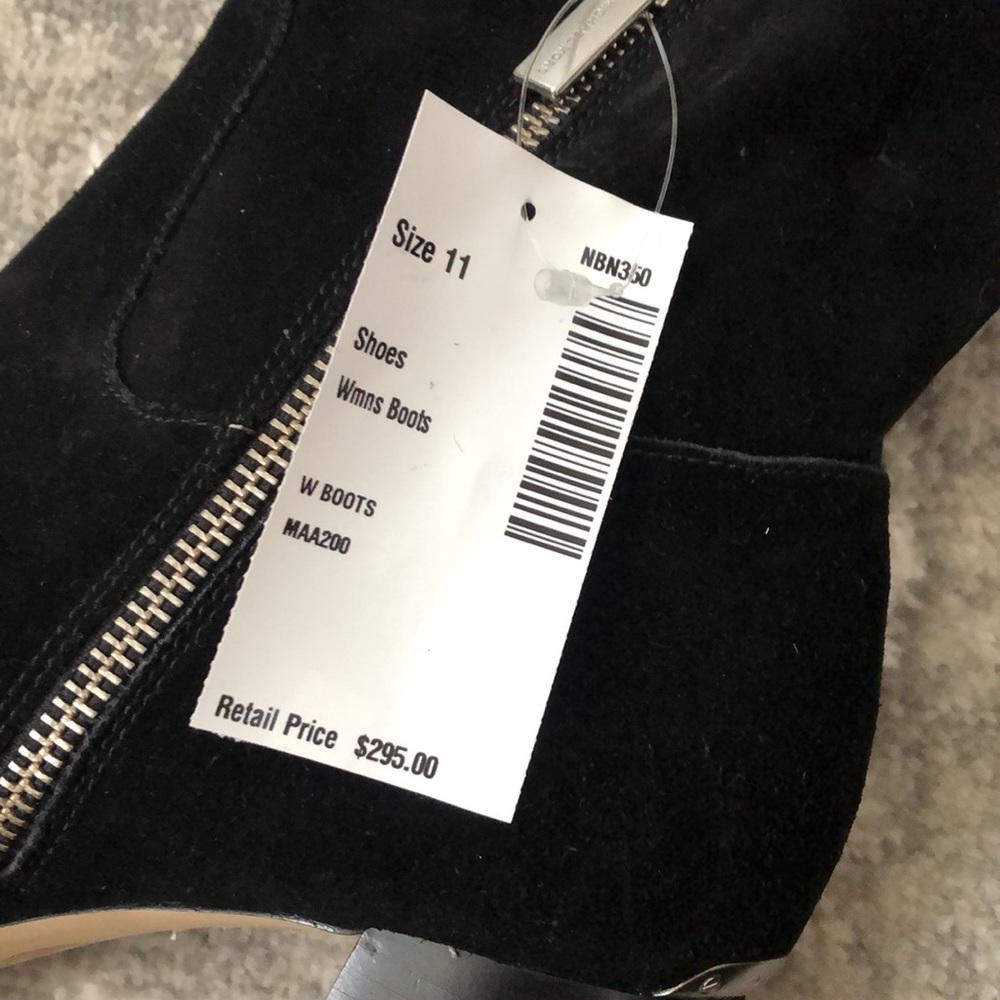 Size 11
NBN350
Shoes
Wmns Boots
W BOOTS
MAA200
Retail Price $295.00